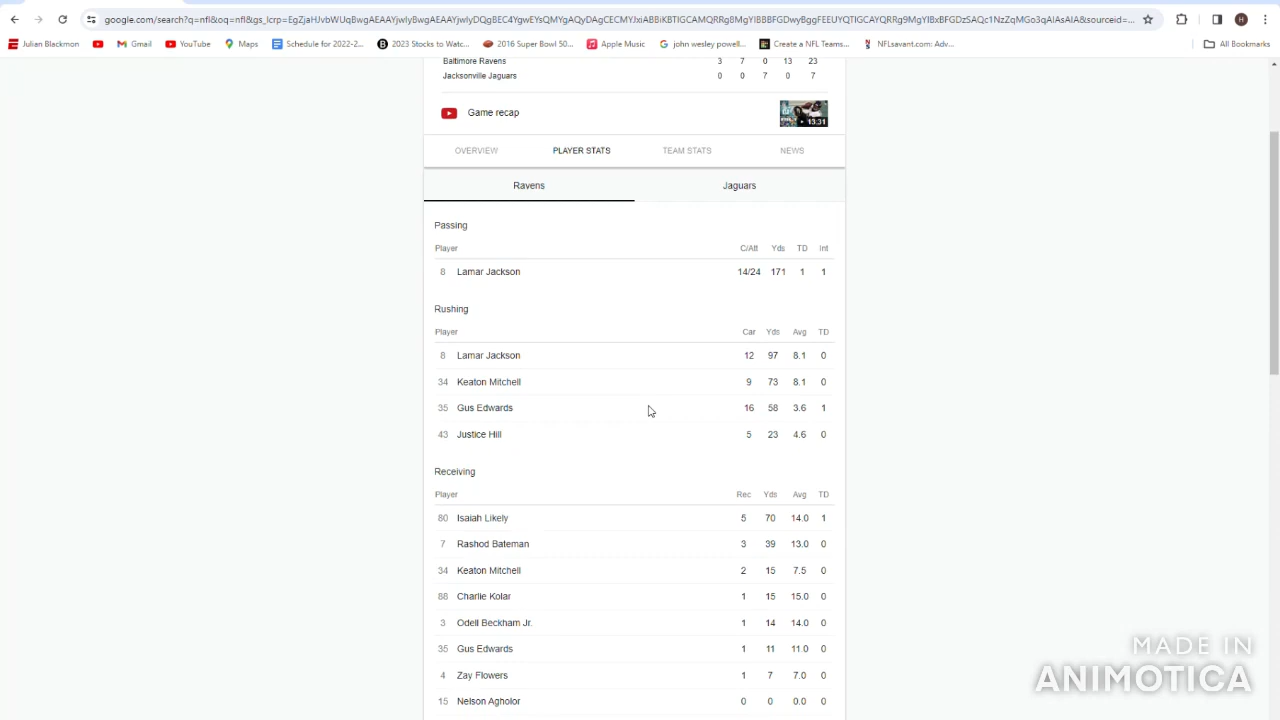 google.com/search?q=nfl&oq=nfl&gs_lcrp=
Julian Blackmon Gmail YouTube Maps Schedule for 2022-2... 2023 Stocks to Watc... 2016 Super Bowl 50... Apple Music john wesley powell... Create a NFL Teams... NFLsavant.com: Adv... All Bookmarks
Baltimore Ravens 3 7 0 13 23
Jacksonville Jaguars 0 0 7 0 7
Game recap 13:31
OVERVIEW PLAYER STATS TEAM STATS NEWS
Ravens Jaguars
Passing
Player C/Att Yds TD Int
8 Lamar Jackson 14/24 171 1 1
Rushing
Player Car Yds Avg TD
8 Lamar Jackson 12 97 8.1 0
34 Keaton Mitchell 9 73 8.1 0
35 Gus Edwards 16 58 3.6 1
43 Justice Hill 5 23 4.6 0
Receiving
Player Rec Yds Avg TD
80 Isaiah Likely 5 70 14.0 1
7 Rashod Bateman 3 39 13.0 0
34 Keaton Mitchell 2 15 7.5 0
88 Charlie Kolar 1 15 15.0 0
3 Odell Beckham Jr. 1 14 14.0 0
35 Gus Edwards 1 11 11.0 0
4 Zay Flowers 1 7 7.0 0
15 Nelson Agholor 0 0 0.0 0
MADE IN
ANIMOTICA